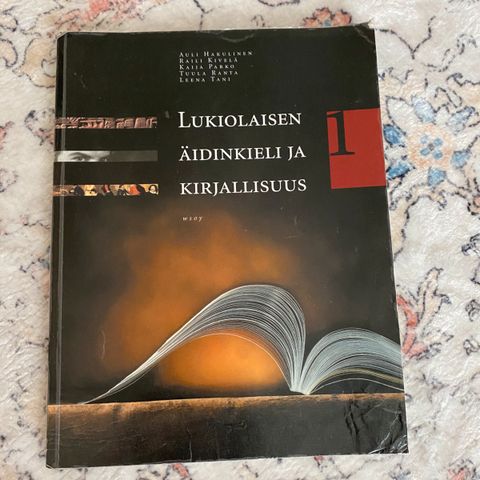 Auli Hakulinen
Raili Kivelä
Kaija Parko
Tuula Ranta
Leena Tani
Lukiolaisen
äidinkieli ja
kirjallisuus
1
wsoy